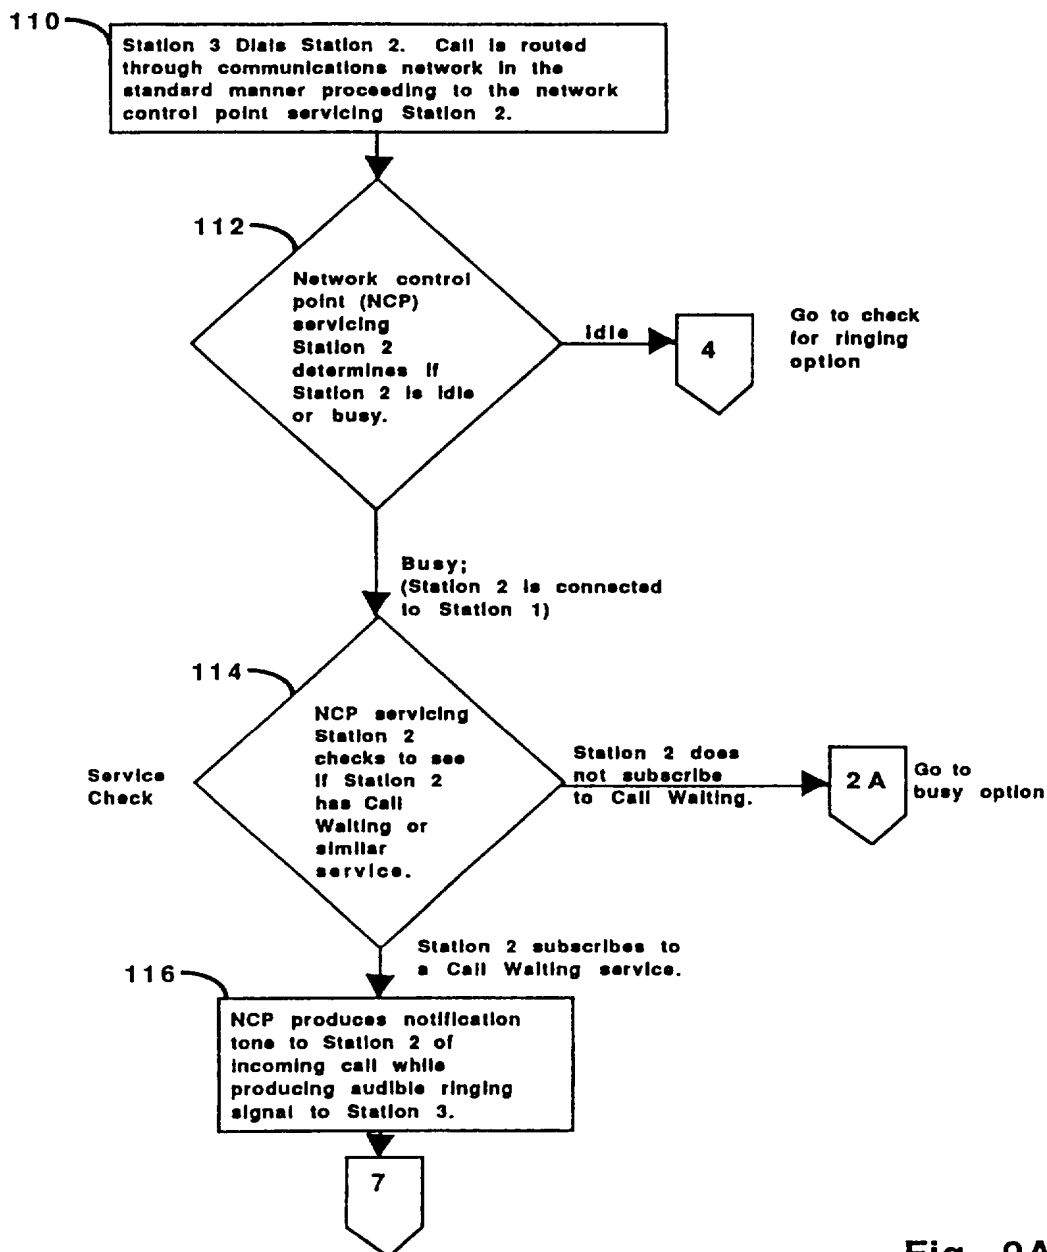 110
Station 3 Dials Station 2. Call is routed
through communications network in the
standard manner proceeding to the network
control point servicing Station 2.
112
Network control
point (NCP)
servicing
Station 2
determines if
Station 2 is idle
or busy.
idle
4
Go to check
for ringing
option
Busy;
(Station 2 is connected
to Station 1)
114
Service
Check
NCP servicing
Station 2
checks to see
if Station 2
has Call
Waiting or
similar
service.
Station 2 does
not subscribe
to Call Waiting.
2A
Go to
busy option
Station 2 subscribes to
a Call Waiting service.
116
NCP produces notification
tone to Station 2 of
incoming call while
producing audible ringing
signal to Station 3.
7